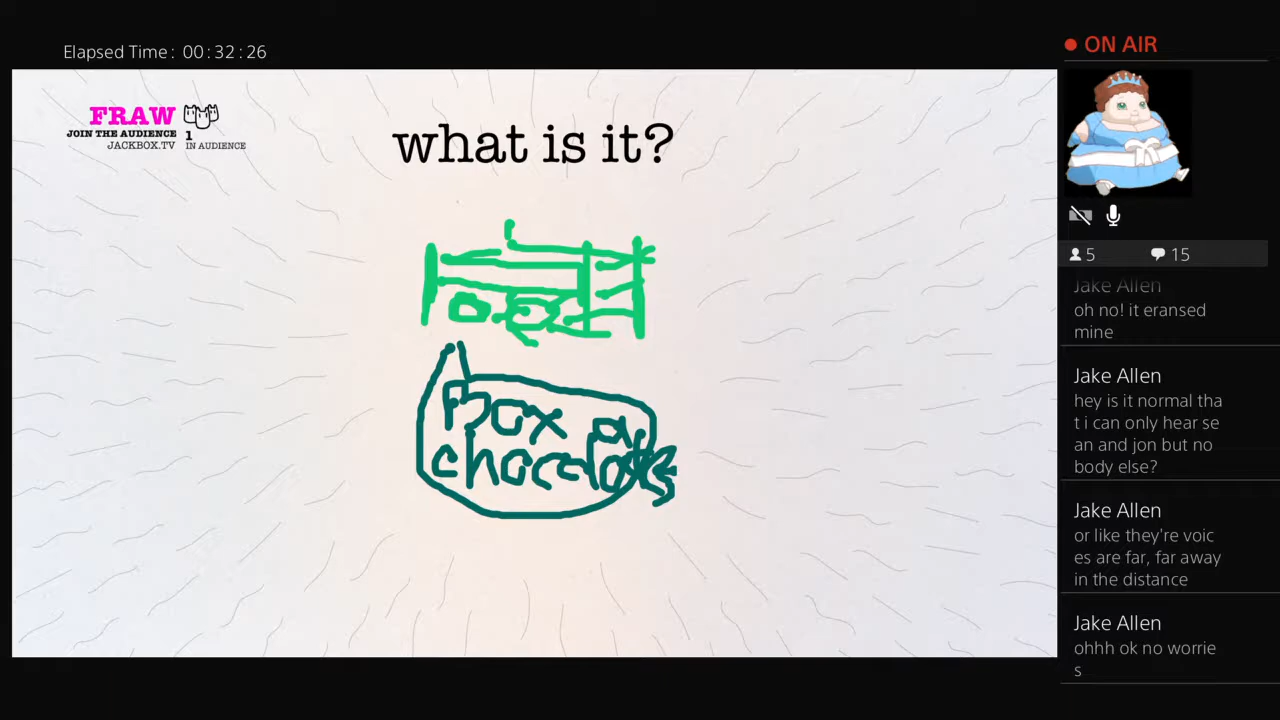 Elapsed Time: 00:32:26
ON AIR
FRAW
JOIN THE AUDIENCE
JACKBOX.TV
1
IN AUDIENCE
what is it?
Box a
chocolates
5 15
Jake Allen
oh no! it eransed
mine
Jake Allen
hey is it normal tha
t i can only hear se
an and jon but no
body else?
Jake Allen
or like they're voic
es are far, far away
in the distance
Jake Allen
ohhh ok no worrie
s